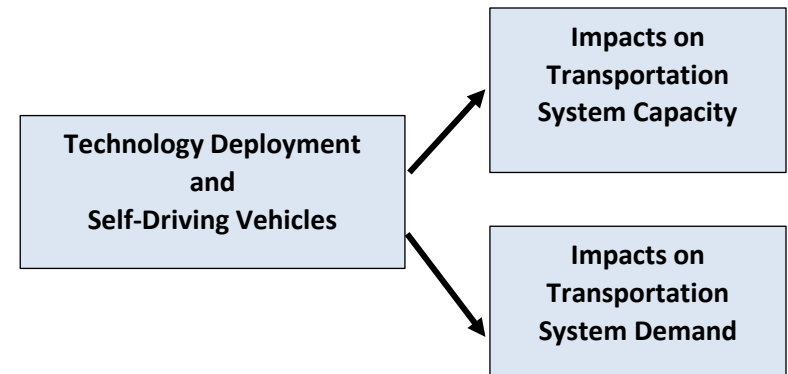 Impacts on
Transportation
System Capacity
Technology Deployment
and
Self-Driving Vehicles
Impacts on
Transportation
System Demand